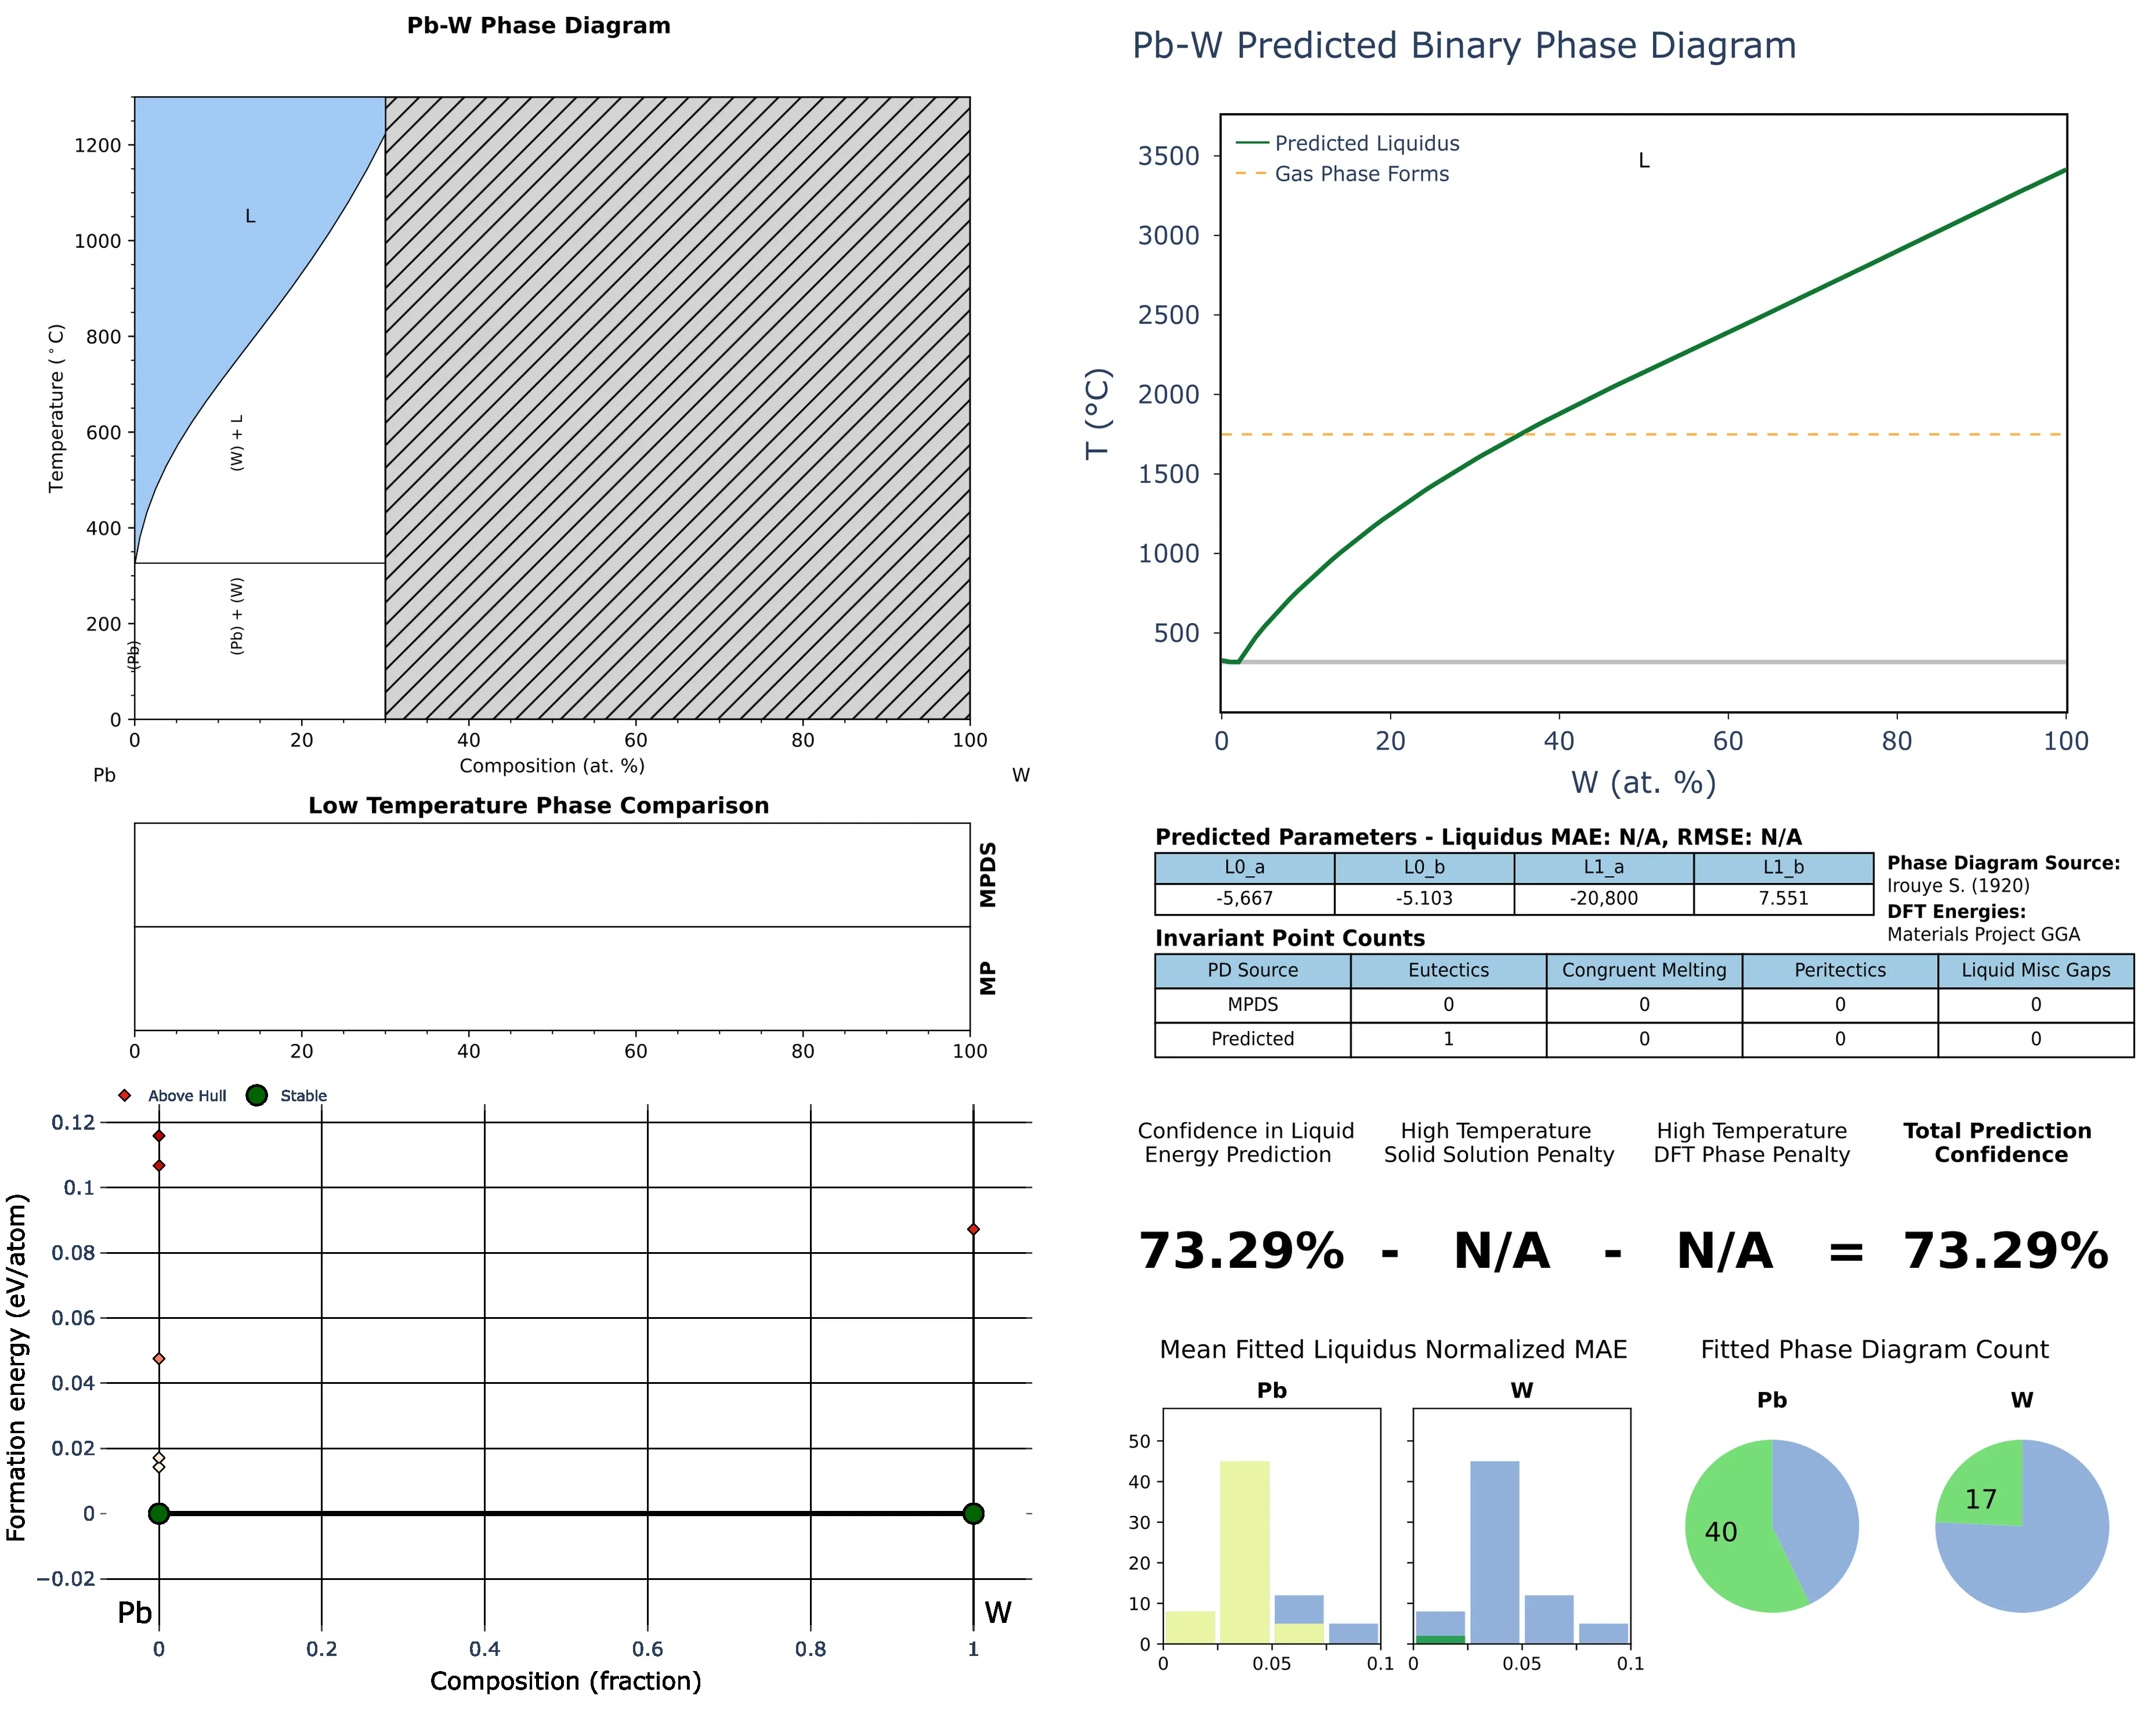 Pb-W Phase Diagram
1200
1000
800
600
400
200
0
Temperature (°C)
L
(W) + L
(Pb) + (W)
(Pb)
0 20 40 60 80 100
Composition (at. %)
Pb W
Low Temperature Phase Comparison
MPDS
MP
0 20 40 60 80 100
Above Hull Stable
0.12
0.1
0.08
0.06
0.04
0.02
0
−0.02
Formation energy (eV/atom)
Pb W
0 0.2 0.4 0.6 0.8 1
Composition (fraction)
Pb-W Predicted Binary Phase Diagram
Predicted Liquidus
Gas Phase Forms
L
3500
3000
2500
2000
1500
1000
500
T (°C)
0 20 40 60 80 100
W (at. %)
Predicted Parameters - Liquidus MAE: N/A, RMSE: N/A
L0_a L0_b L1_a L1_b
-5,667 -5.103 -20,800 7.551
Phase Diagram Source:
Irouye S. (1920)
DFT Energies:
Materials Project GGA
Invariant Point Counts
PD Source Eutectics Congruent Melting Peritectics Liquid Misc Gaps
MPDS 0 0 0 0
Predicted 1 0 0 0
Confidence in Liquid
Energy Prediction
High Temperature
Solid Solution Penalty
High Temperature
DFT Phase Penalty
Total Prediction
Confidence
73.29% - N/A - N/A = 73.29%
Mean Fitted Liquidus Normalized MAE
Pb W
50
40
30
20
10
0
0 0.05 0.1 0 0.05 0.1
Fitted Phase Diagram Count
Pb W
40 17